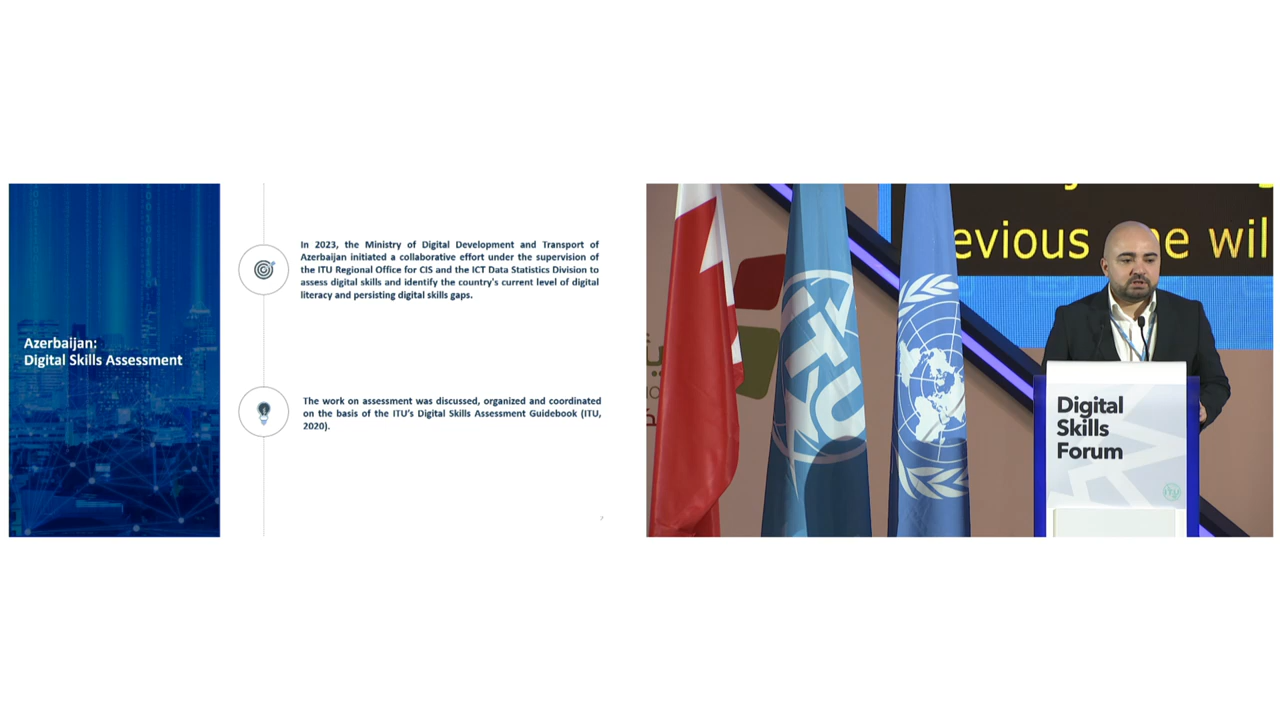 Azerbaijan:
Digital Skills Assessment
In 2023, the Ministry of Digital Development and Transport of
Azerbaijan initiated a collaborative effort under the supervision of
the ITU Regional Office for CIS and the ICT Data Statistics Division to
assess digital skills and identify the country's current level of digital
literacy and persisting digital skills gaps.
The work on assessment was discussed, organized and coordinated
on the basis of the ITU's Digital Skills Assessment Guidebook (ITU,
2020).
7
wil
ITU
Digital
Skills
Forum
ITU